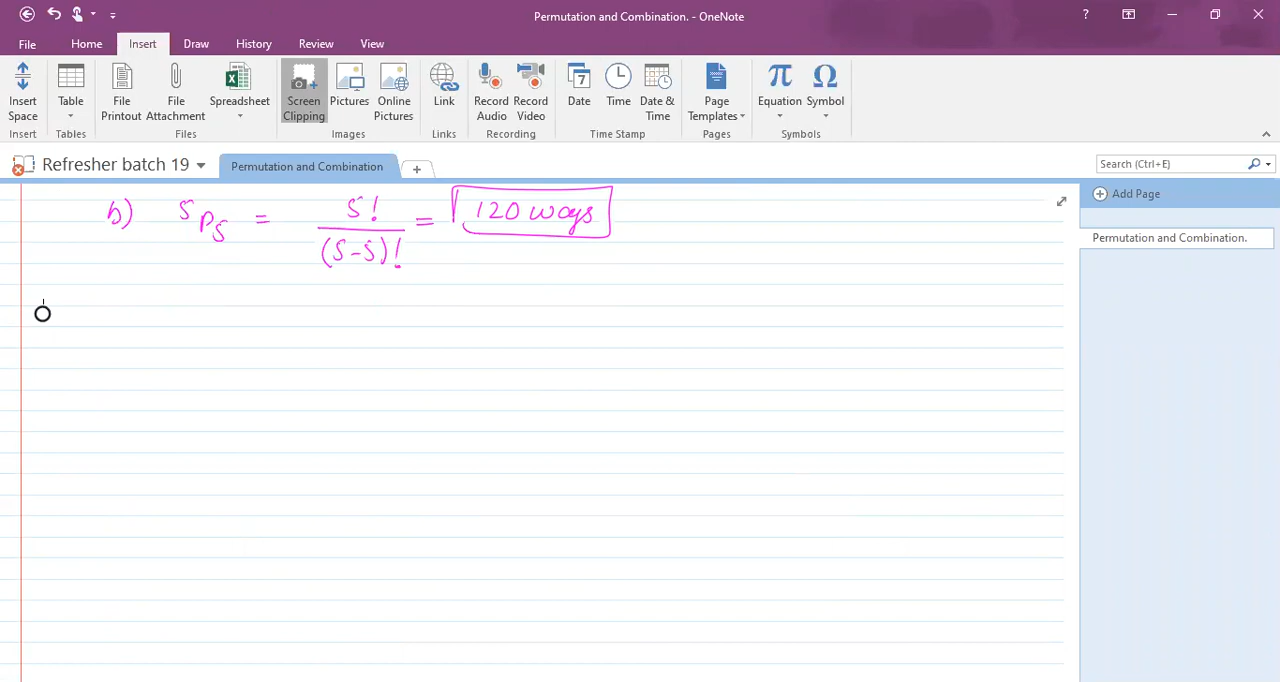 Permutation and Combination. - OneNote
?
File Home Insert Draw History Review View
Insert Space Table File Printout File Attachment Spreadsheet Screen Clipping Pictures Online Pictures Link Record Audio Record Video Date Time Date & Time Page Templates π Equation Ω Symbol
Insert Tables Files Images Links Recording Time Stamp Pages Symbols
Refresher batch 19 Permutation and Combination + Search (Ctrl+E)
Add Page
Permutation and Combination.
b) 5P5 = 5! / (5-5)! = 120 ways